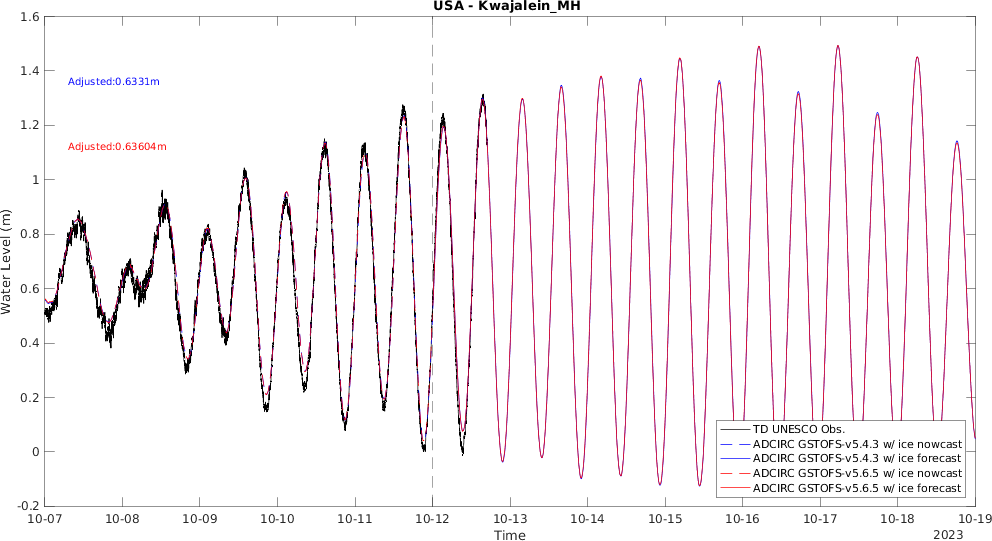 USA - Kwajalein_MH
1.6
1.4
1.2
1
0.8
0.6
0.4
0.2
0
-0.2
Water Level (m)
Adjusted:0.6331m
Adjusted:0.63604m
TD UNESCO Obs.
ADCIRC GSTOFS-v5.4.3 w/ ice nowcast
ADCIRC GSTOFS-v5.4.3 w/ ice forecast
ADCIRC GSTOFS-v5.6.5 w/ ice nowcast
ADCIRC GSTOFS-v5.6.5 w/ ice forecast
10-07 10-08 10-09 10-10 10-11 10-12 10-13 10-14 10-15 10-16 10-17 10-18 10-19
Time
2023